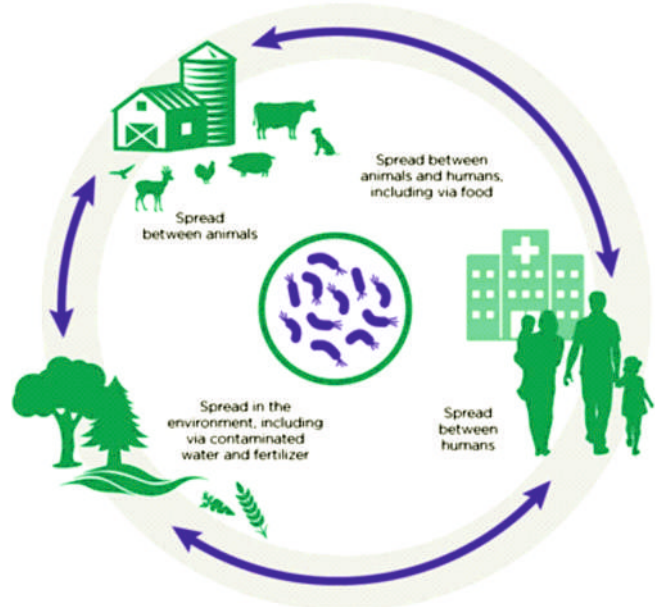 Spread between
animals and humans,
including via food
Spread
between animals
Spread in the
environment, including
via contaminated
water and fertilizer
Spread
between
humans